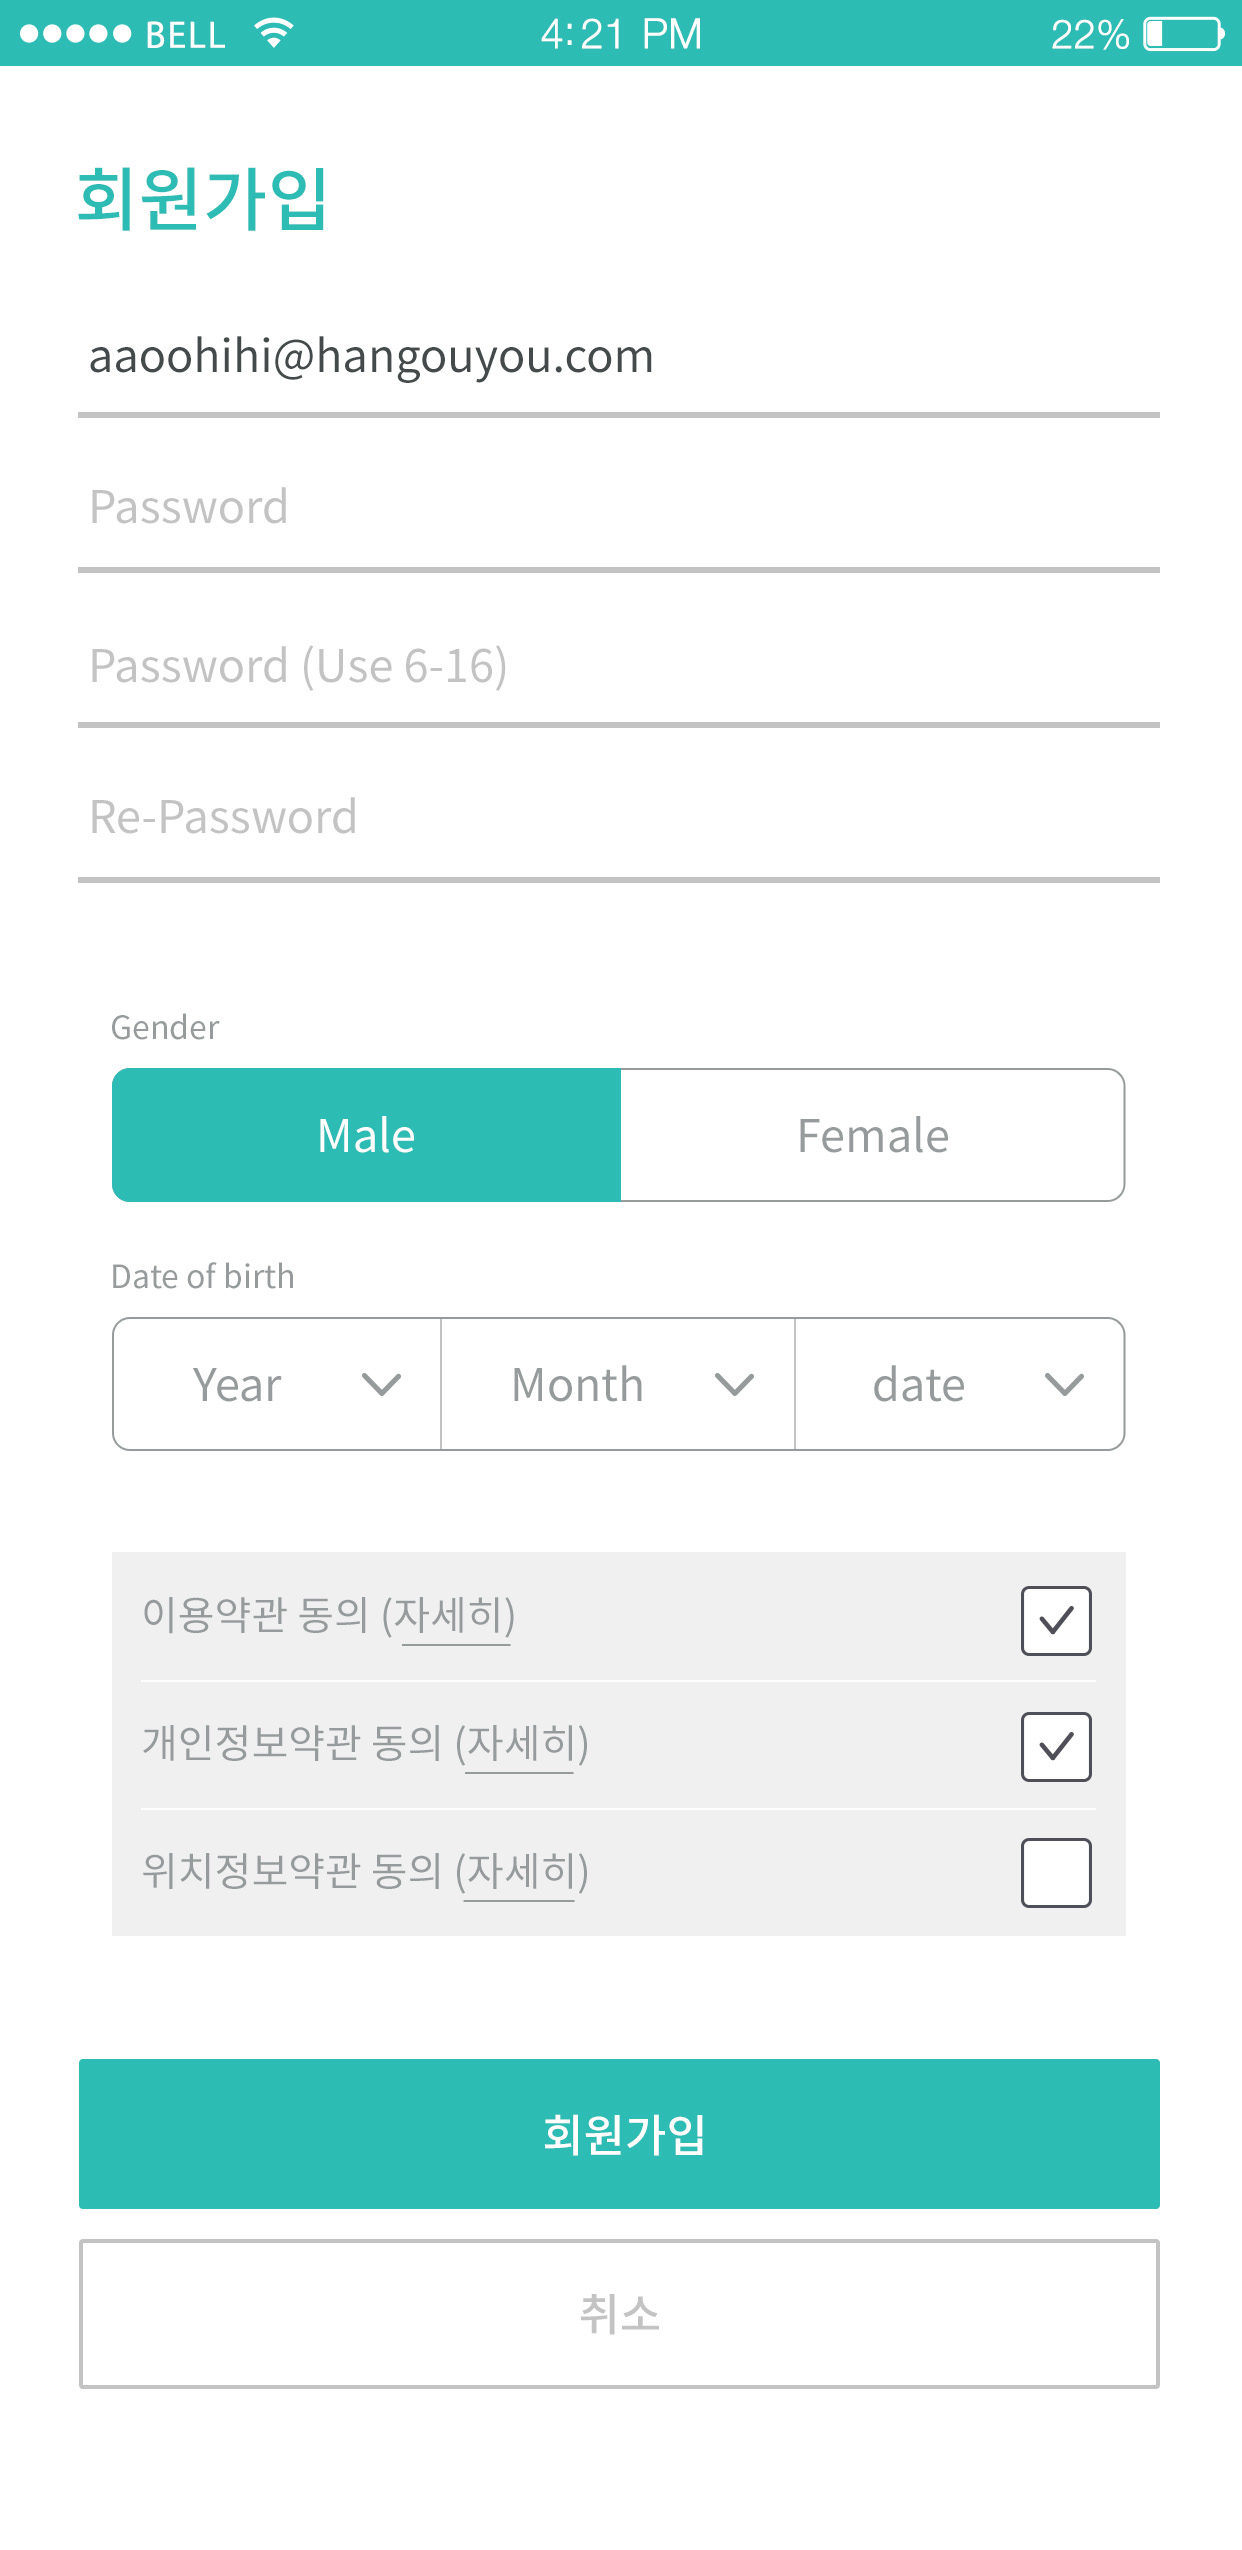 BELL 4:21 PM 22%
회원가입
aaoohihi@hangouyou.com
Password
Password (Use 6-16)
Re-Password
Gender
Male Female
Date of birth
Year Month date
이용약관 동의 (자세히)
개인정보약관 동의 (자세히)
위치정보약관 동의 (자세히)
회원가입
취소